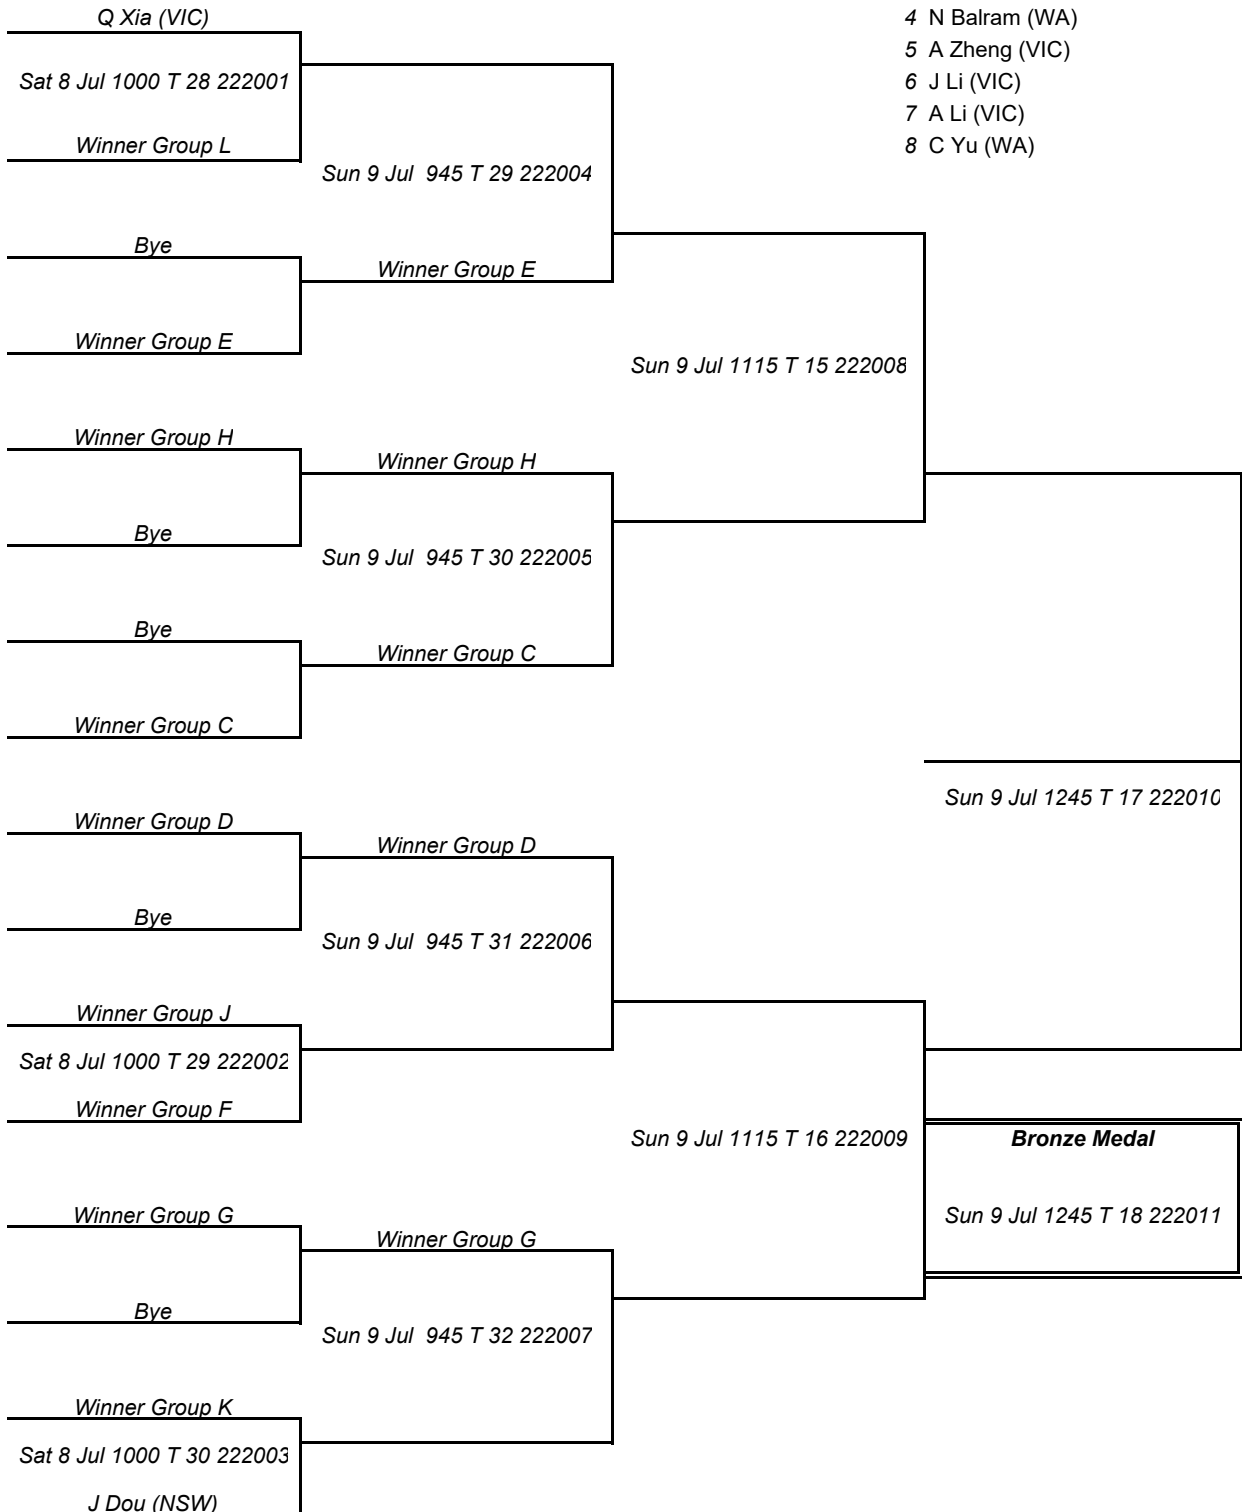 Q Xia (VIC)
4 N Balram (WA)
5 A Zheng (VIC)
Sat 8 Jul 1000 T 28 222001
6 J Li (VIC)
7 A Li (VIC)
Winner Group L
8 C Yu (WA)
Sun 9 Jul 945 T 29 222004
Bye
Winner Group E
Winner Group E
Sun 9 Jul 1115 T 15 222008
Winner Group H
Winner Group H
Bye
Sun 9 Jul 945 T 30 222005
Bye
Winner Group C
Winner Group C
Sun 9 Jul 1245 T 17 222010
Winner Group D
Winner Group D
Bye
Sun 9 Jul 945 T 31 222006
Winner Group J
Sat 8 Jul 1000 T 29 222002
Winner Group F
Sun 9 Jul 1115 T 16 222009
Bronze Medal
Winner Group G
Sun 9 Jul 1245 T 18 222011
Winner Group G
Bye
Sun 9 Jul 945 T 32 222007
Winner Group K
Sat 8 Jul 1000 T 30 222003
J Dou (NSW)